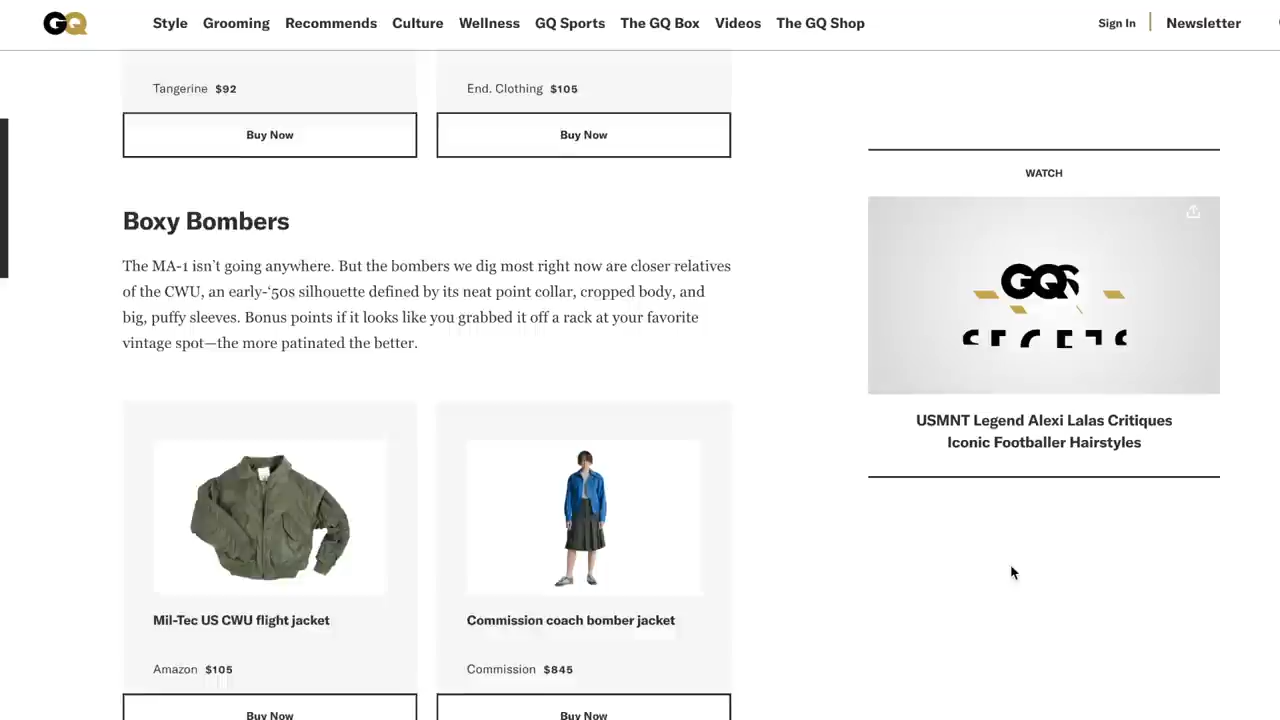 GQ
Style Grooming Recommends Culture Wellness GQ Sports The GQ Box Videos The GQ Shop
Sign In Newsletter
Tangerine $92
End. Clothing $105
Buy Now
Buy Now
Boxy Bombers
The MA-1 isn’t going anywhere. But the bombers we dig most right now are closer relatives
of the CWU, an early-‘50s silhouette defined by its neat point collar, cropped body, and
big, puffy sleeves. Bonus points if it looks like you grabbed it off a rack at your favorite
vintage spot—the more patinated the better.
Mil-Tec US CWU flight jacket
Amazon $105
Buy Now
Commission coach bomber jacket
Commission $845
Buy Now
WATCH
USMNT Legend Alexi Lalas Critiques
Iconic Footballer Hairstyles